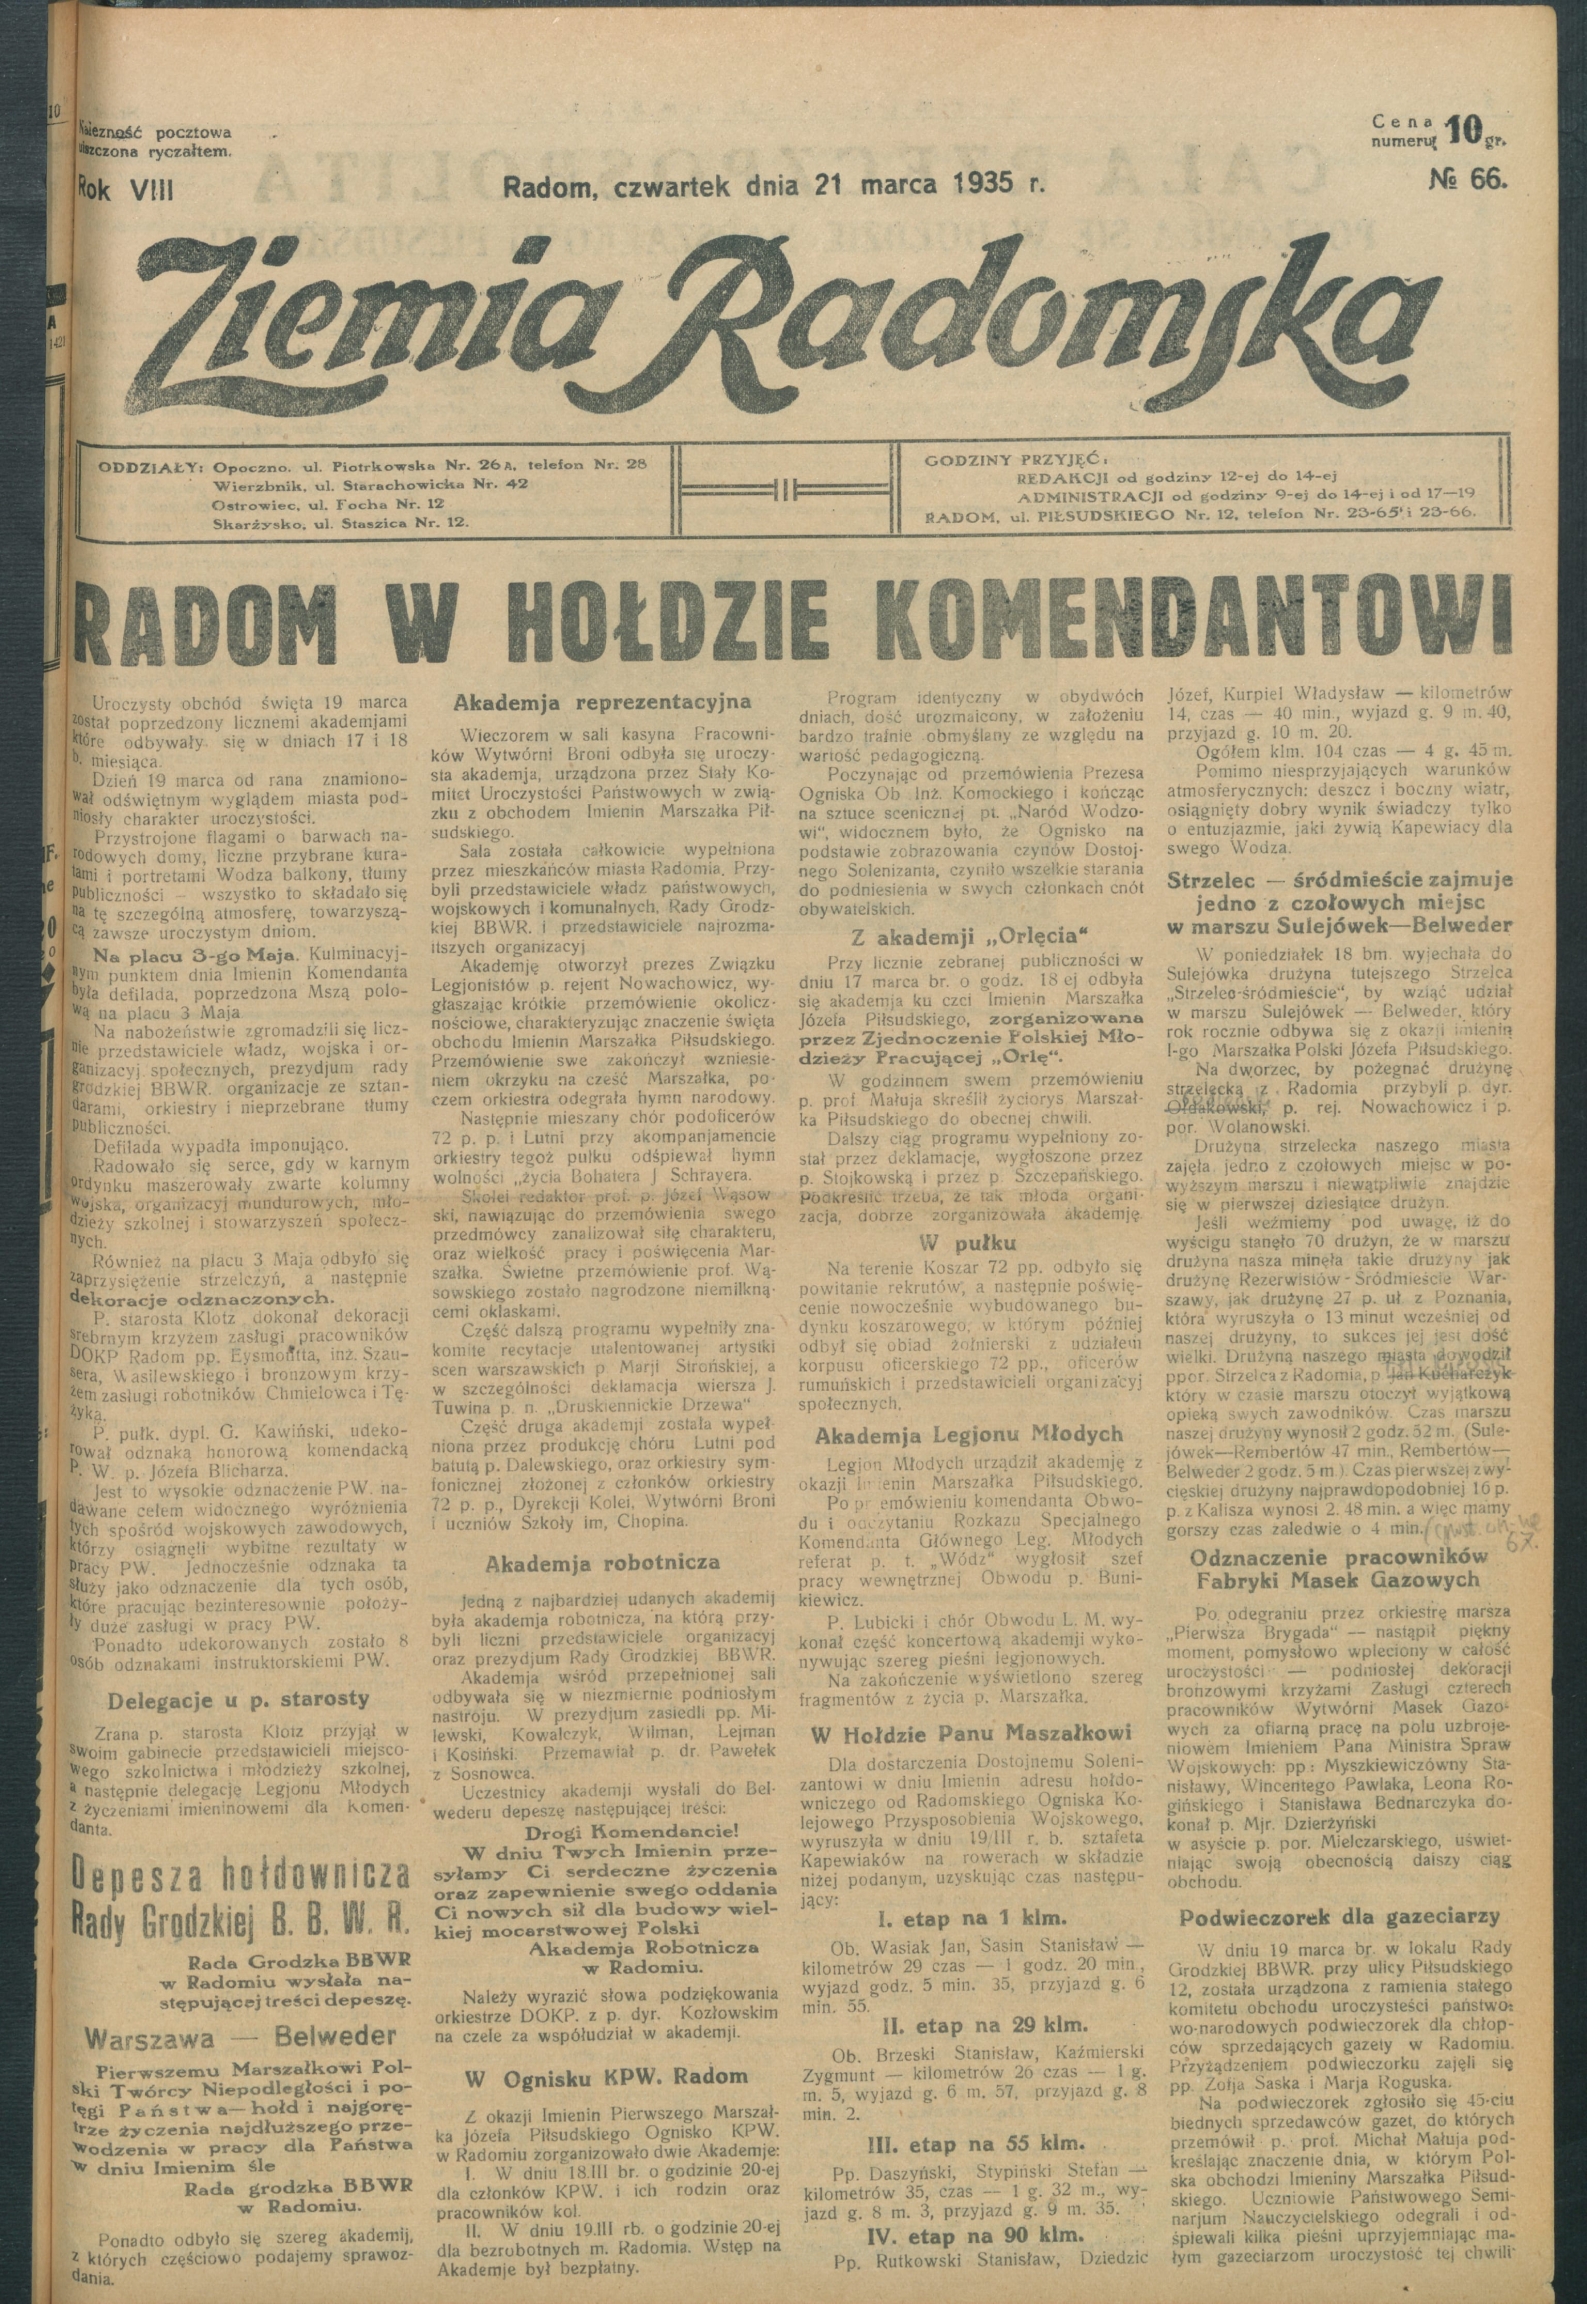 Należność pocztowa
uiszczona ryczałtem.
Cena
numeru 10 gr.
Rok VIII
Radom, czwartek dnia 21 marca 1935 r.
№ 66.
Ziemia Radomska
ODDZIAŁY: Opoczno, ul. Piotrkowska Nr. 26 A, telefon Nr. 28
Wierzbnik, ul. Starachowicka Nr. 42
Ostrowiec, ul. Focha Nr. 12
Skarżysko, ul. Staszica Nr. 12.
GODZINY PRZYJĘĆ:
REDAKCJI od godziny 12-ej do 14-ej
ADMINISTRACJI od godziny 9-ej do 14-ej i od 17—19
RADOM, ul. PIŁSUDSKIEGO Nr. 12, telefon Nr. 23-65 i 23-66.
RADOM W HOŁDZIE KOMENDANTOWI
Uroczysty obchód święta 19 marca
został poprzedzony licznemi akademjami
które odbywały się w dniach 17 i 18
b. miesiąca.
Dzień 19 marca od rana znamiono-
wał odświętnym wyglądem miasta pod-
niosły charakter uroczystości.
Przystrojone flagami o barwach na-
rodowych domy, liczne przybrane kura-
tami i portretami Wodza balkony, tłumy
publiczności — wszystko to składało się
na tę szczególną atmosferę, towarzyszą-
cą zawsze uroczystym dniom.
Na placu 3-go Maja. Kulminacyj-
nym punktem dnia Imienin Komendanta
była defilada, poprzedzona Mszą polo-
wą na placu 3 Maja
Na nabożeństwie zgromadzili się licz-
nie przedstawiciele władz, wojska i or-
ganizacyj społecznych, prezydjum rady
grodzkiej BBWR. organizacje ze sztan-
darami, orkiestry i nieprzebrane tłumy
publiczności.
Defilada wypadła imponująco.
Radowało się serce, gdy w karnym
ordynku maszerowały zwarte kolumny
wojska, organizacyj mundurowych, mło-
dzieży szkolnej i stowarzyszeń społecz-
nych.
Również na placu 3 Maja odbyło się
zaprzysiężenie strzelczyń, a następnie
dekoracje odznaczonych.
P. starosta Klotz dokonał dekoracji
srebrnym krzyżem zasługi pracowników
DOKP Radom pp. Eysmontta, inż. Szau-
sera, Wasilewskiego i bronzowym krzy-
żem zasługi robotników Chmielowca i Tę-
żyka.
P. pułk. dypl. G. Kawiński, udeko-
rował odznaką honorową komendacką
P. W. p. Józefa Blicharza.
Jest to wysokie odznaczenie PW. na-
dawane celem widocznego wyróżnienia
tych spośród wojskowych zawodowych,
którzy osiągnęli wybitne rezultaty w
pracy PW. Jednocześnie odznaka ta
służy jako odznaczenie dla tych osób,
które pracując bezinteresownie położy-
ły duże zasługi w pracy PW.
Ponadto udekorowanych zostało 8
osób odznakami instruktorskiemi PW.
Delegacje u p. starosty
Zrana p. starosta Klotz przyjął w
swoim gabinecie przedstawicieli miejsco-
wego szkolnictwa i młodzieży szkolnej,
a następnie delegację Legjonu Młodych
z życzeniami imieninowemi dla Komen-
danta.
Depesza hołdownicza
Rady Grodzkiej B. B. W. R.
Rada Grodzka BBWR
w Radomiu wysłała na-
stępującej treści depeszę.
Warszawa — Belweder
Pierwszemu Marszałkowi Pol-
ski Twórcy Niepodległości i po-
tęgi Państwa — hołd i najgorę-
trze życzenia najdłuższego prze-
wodzenia w pracy dla Państwa
w dniu Imienim śle
Rada grodzka BBWR
w Radomiu.
Ponadto odbyło się szereg akademij,
z których częściowo podajemy sprawoz-
dania.
Akademja reprezentacyjna
Wieczorem w sali kasyna Pracowni-
ków Wytwórni Broni odbyła się uroczy-
sta akademja, urządzona przez Stały Ko-
mitet Uroczystości Państwowych w zwią-
zku z obchodem Imienin Marszałka Pił-
sudskiego.
Sala została całkowicie wypełniona
przez mieszkańców miasta Radomia. Przy-
byli przedstawiciele władz państwowych,
wojskowych i komunalnych, Rady Grodz-
kiej BBWR. i przedstawiciele najrozma-
itszych organizacyj
Akademję otworzył prezes Związku
Legjonistów p. rejent Nowachowicz, wy-
głaszając krótkie przemówienie okolicz-
nościowe, charakteryzując znaczenie święta
obchodu Imienin Marszałka Piłsudskiego.
Przemówienie swe zakończył wzniesie-
niem okrzyku na cześć Marszałka, po-
czem orkiestra odegrała hymn narodowy.
Następnie mieszany chór podoficerów
72 p. p. i Lutni przy akompanjamencie
orkiestry tegoż pułku odśpiewał hymn
wolności „życia Bohatera J Schrayera.
Skolei redaktor prof. p. Józef Wąsow
ski, nawiązując do przemówienia swego
przedmówcy zanalizował siłę charakteru,
oraz wielkość pracy i poświęcenia Mar-
szałka. Świetne przemówienie prof. Wą-
sowskiego zostało nagrodzone niemilkną-
cemi oklaskami.
Część dalszą programu wypełniły zna-
komite recytacje utalentowanej artystki
scen warszawskich p. Marji Strońskiej, a
w szczególności deklamacja wiersza J.
Tuwina p. n. „Druskiennickie Drzewa“
Część druga akademji została wypeł-
niona przez produkcję chóru Lutni pod
batutą p. Dalewskiego, oraz orkiestry sym-
fonicznej złożonej z członków orkiestry
72 p. p., Dyrekcji Kolei, Wytwórni Broni
i uczniów Szkoły im, Chopina.
Akademja robotnicza
Jedną z najbardziej udanych akademij
była akademja robotnicza, na którą przy-
byli liczni przedstawiciele organizacyj
oraz prezydjum Rady Grodzkiej BBWR.
Akademja wśród przepełnionej sali
odbywała się w niezmiernie podniosłym
nastroju. W prezydjum zasiedli pp. Mi-
lewski, Kowalczyk, Wilman, Lejman
i Kosiński. Przemawiał p. dr. Pawełek
z Sosnowca.
Uczestnicy akademji wysłali do Bel-
wederu depeszę następującej treści:
Drogi Komendancie!
W dniu Twych Imienin prze-
syłamy Ci serdeczne życzenia
oraz zapewnienie swego oddania
Ci nowych sił dla budowy wiel-
kiej mocarstwowej Polski
Akademja Robotnicza
w Radomiu.
Należy wyrazić słowa podziękowania
orkiestrze DOKP. z p. dyr. Kozłowskim
na czele za współudział w akademji.
W Ognisku KPW. Radom
Z okazji Imienin Pierwszego Marszał-
ka Józefa Piłsudskiego Ognisko KPW.
w Radomiu zorganizowało dwie Akademje:
I. W dniu 18.III br. o godzinie 20-ej
dla członków KPW. i ich rodzin oraz
pracowników kol.
II. W dniu 19.III rb. o godzinie 20-ej
dla bezrobotnych m. Radomia. Wstęp na
Akademje był bezpłatny.
Program identyczny w obydwóch
dniach, dość urozmaicony, w założeniu
bardzo trafnie obmyślany ze względu na
wartość pedagogiczną.
Poczynając od przemówienia Prezesa
Ogniska Ob Inż. Komockiego i kończąc
na sztuce scenicznej pt. „Naród Wodzo-
wi“, widocznem było, że Ognisko na
podstawie zobrazowania czynów Dostoj-
nego Solenizanta, czyniło wszelkie starania
do podniesienia w swych członkach cnót
obywatelskich.
Z akademji „Orlęcia“
Przy licznie zebranej publiczności w
dniu 17 marca br. o godz. 18 ej odbyła
się akademja ku czci Imienin Marszałka
Józefa Piłsudskiego, zorganizowana
przez Zjednoczenie Polskiej Mło-
dzieży Pracującej „Orlę“.
W godzinnem swem przemówieniu
p. prof Małuja skreślił życiorys Marszał-
ka Piłsudskiego do obecnej chwili.
Dalszy ciąg programu wypełniony zo-
stał przez deklamacje, wygłoszone przez
p. Stojkowską i przez p Szczepańskiego.
Podkreślić trzeba, że tak młoda organi-
zacja, dobrze zorganizowała akademję
W pułku
Na terenie Koszar 72 pp. odbyło się
powitanie rekrutów, a następnie poświę-
cenie nowocześnie wybudowanego bu-
dynku koszarowego, w którym później
odbył się obiad żołnierski z udziałem
korpusu oficerskiego 72 pp., oficerów
rumuńskich i przedstawicieli organizacyj
społecznych.
Akademja Legjonu Młodych
Legjon Młodych urządził akademję z
okazji Imienin Marszałka Piłsudskiego.
Po przemówieniu komendanta Obwo-
du i odczytaniu Rozkazu Specjalnego
Komendanta Głównego Leg. Młodych
referat p. t. „Wódz“ wygłosił szef
pracy wewnętrznej Obwodu p. Buni-
kiewicz.
P. Lubicki i chór Obwodu L. M. wy-
konał część koncertową akademji wyko-
nywując szereg pieśni legjonowych.
Na zakończenie wyświetlono szereg
fragmentów z życia p. Marszałka.
W Hołdzie Panu Maszałkowi
Dla dostarczenia Dostojnemu Soleni-
zantowi w dniu Imienin adresu hołdo-
wniczego od Radomskiego Ogniska Ko-
lejowego Przysposobienia Wojskowego,
wyruszyła w dniu 19/III r. b. sztafeta
Kapewiaków na rowerach w składzie
niżej podanym, uzyskując czas następu-
jący:
I. etap na 1 klm.
Ob. Wasiak Jan, Sasin Stanisław —
kilometrów 29 czas — 1 godz. 20 min.,
wyjazd godz. 5 min. 35, przyjazd g. 6
min. 55.
II. etap na 29 klm.
Ob. Brzeski Stanisław, Kaźmierski
Zygmunt — kilometrów 26 czas — 1 g.
m. 5, wyjazd g. 6 m. 57, przyjazd g. 8
min. 2.
III. etap na 55 klm.
Pp. Daszyński, Stypiński Stefan —
kilometrów 35, czas — 1 g. 32 m., wy-
jazd g. 8 m. 3, przyjazd g. 9 m. 35.
IV. etap na 90 klm.
Pp. Rutkowski Stanisław, Dziedzic
Józef, Kurpiel Władysław — kilometrów
14, czas — 40 min., wyjazd g. 9 m. 40,
przyjazd g. 10 m. 20.
Ogółem klm. 104 czas — 4 g. 45 m.
Pomimo niesprzyjających warunków
atmosferycznych: deszcz i boczny wiatr,
osiągnięty dobry wynik świadczy tylko
o entuzjazmie, jaki żywią Kapewiacy dla
swego Wodza.
Strzelec — śródmieście zajmuje
jedno z czołowych miejsc
w marszu Sulejówek—Belweder
W poniedziałek 18 bm. wyjechała do
Sulejówka drużyna tutejszego Strzelca
„Strzelec-śródmieście“, by wziąć udział
w marszu Sulejówek — Belweder, który
rok rocznie odbywa się z okazji imienin
I-go Marszałka Polski Józefa Piłsudskiego.
Na dworzec, by pożegnać drużynę
strzelecką z Radomia przybyli p. dyr.
Ołdakowski, p. rej. Nowachowicz i p.
por. Wolanowski.
Drużyna strzelecka naszego miasta
zajęła jedno z czołowych miejsc w po-
wyższym marszu i niewątpliwie znajdzie
się w pierwszej dziesiątce drużyn.
Jeśli weźmiemy pod uwagę, iż do
wyścigu stanęło 70 drużyn, że w marszu
drużyna nasza minęła takie drużyny jak
drużynę Rezerwistów - Śródmieście War-
szawy, jak drużynę 27 p. uł z Poznania,
która wyruszyła o 13 minut wcześniej od
naszej drużyny, to sukces jej jest dość
wielki. Drużyną naszego miasta dowodził
ppor. Strzelca z Radomia, p Jan Kucharczyk
który w czasie marszu otoczył wyjątkową
opieką swych zawodników. Czas marszu
naszej drużyny wynosił 2 godz. 52 m. (Sule-
jówek—Rembertów 47 min., Rembertów—
Belweder 2 godz. 5 m.). Czas pierwszej zwy-
cięskiej drużyny najprawdopodobniej 16 p.
p. z Kalisza wynosi 2. 48 min. a więc mamy
gorszy czas zaledwie o 4 min.
Odznaczenie pracowników
Fabryki Masek Gazowych
Po odegraniu przez orkiestrę marsza
„Pierwsza Brygada“ — nastąpił piękny
moment, pomysłowo wpleciony w całość
uroczystości — podniosłej dekoracji
bronzowymi krzyżami Zasługi czterech
pracowników Wytwórni Masek Gazo-
wych za ofiarną pracę na polu uzbroje-
niowem Imieniem Pana Ministra Spraw
Wojskowych: pp: Myszkiewiczówny Sta-
nisławy, Wincentego Pawlaka, Leona Ro-
gińskiego i Stanisława Bednarczyka do-
konał p. Mjr. Dzierżyński
w asyście p. por. Mielczarskiego, uświet-
niając swoją obecnością dalszy ciąg
obchodu.
Podwieczorek dla gazeciarzy
W dniu 19 marca br. w lokalu Rady
Grodzkiej BBWR. przy ulicy Piłsudskiego
12, została urządzona z ramienia stałego
komitetu obchodu uroczystości państwo-
wo-narodowych podwieczorek dla chłop-
ców sprzedających gazety w Radomiu.
Przyżądzeniem podwieczorku zajęli się
pp. Zofja Saska i Marja Roguska.
Na podwieczorek zgłosiło się 45-ciu
biednych sprzedawców gazet, do których
przemówił p. prof. Michał Małuja pod-
kreślając znaczenie dnia, w którym Pol-
ska obchodzi Imieniny Marszałka Piłsud-
skiego. Uczniowie Państwowego Semi-
narjum Nauczycielskiego odegrali i od-
śpiewali kilka pieśni uprzyjemniając ma-
łym gazeciarzom uroczystość tej chwili